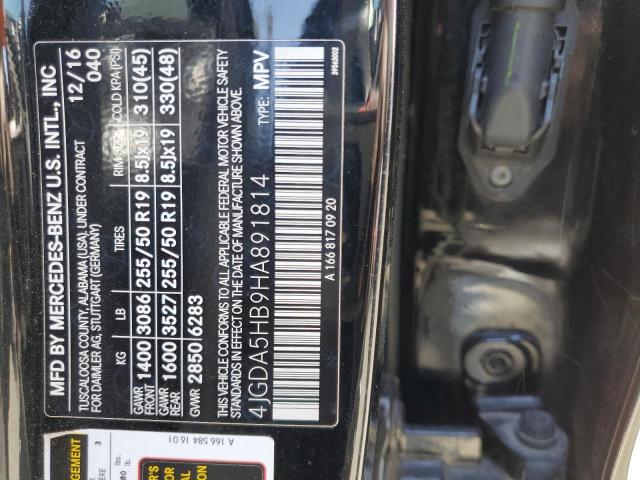 MFD BY MERCEDES-BENZ U.S. INTL., INC
TUSCALOOSA COUNTY, ALABAMA (USA), UNDER CONTRACT 12/16
FOR DAIMLER AG, STUTTGART (GERMANY) 040
KG LB TIRES RIM COLD KPA(PSI)
GAWR FRONT 1400 3086 255/50 R19 8.5Jx19 310(45)
GAWR REAR 1600 3527 255/50 R19 8.5Jx19 330(48)
GVWR 2850 6283
THIS VEHICLE CONFORMS TO ALL APPLICABLE FEDERAL MOTOR VEHICLE SAFETY
STANDARDS IN EFFECT ON THE DATE OF MANUFACTURE SHOWN ABOVE.
4JGDA5HB9HA891814 TYPE: MPV
A 166 817 09 20
A 166 584 16 01
3
lbs.
lb.